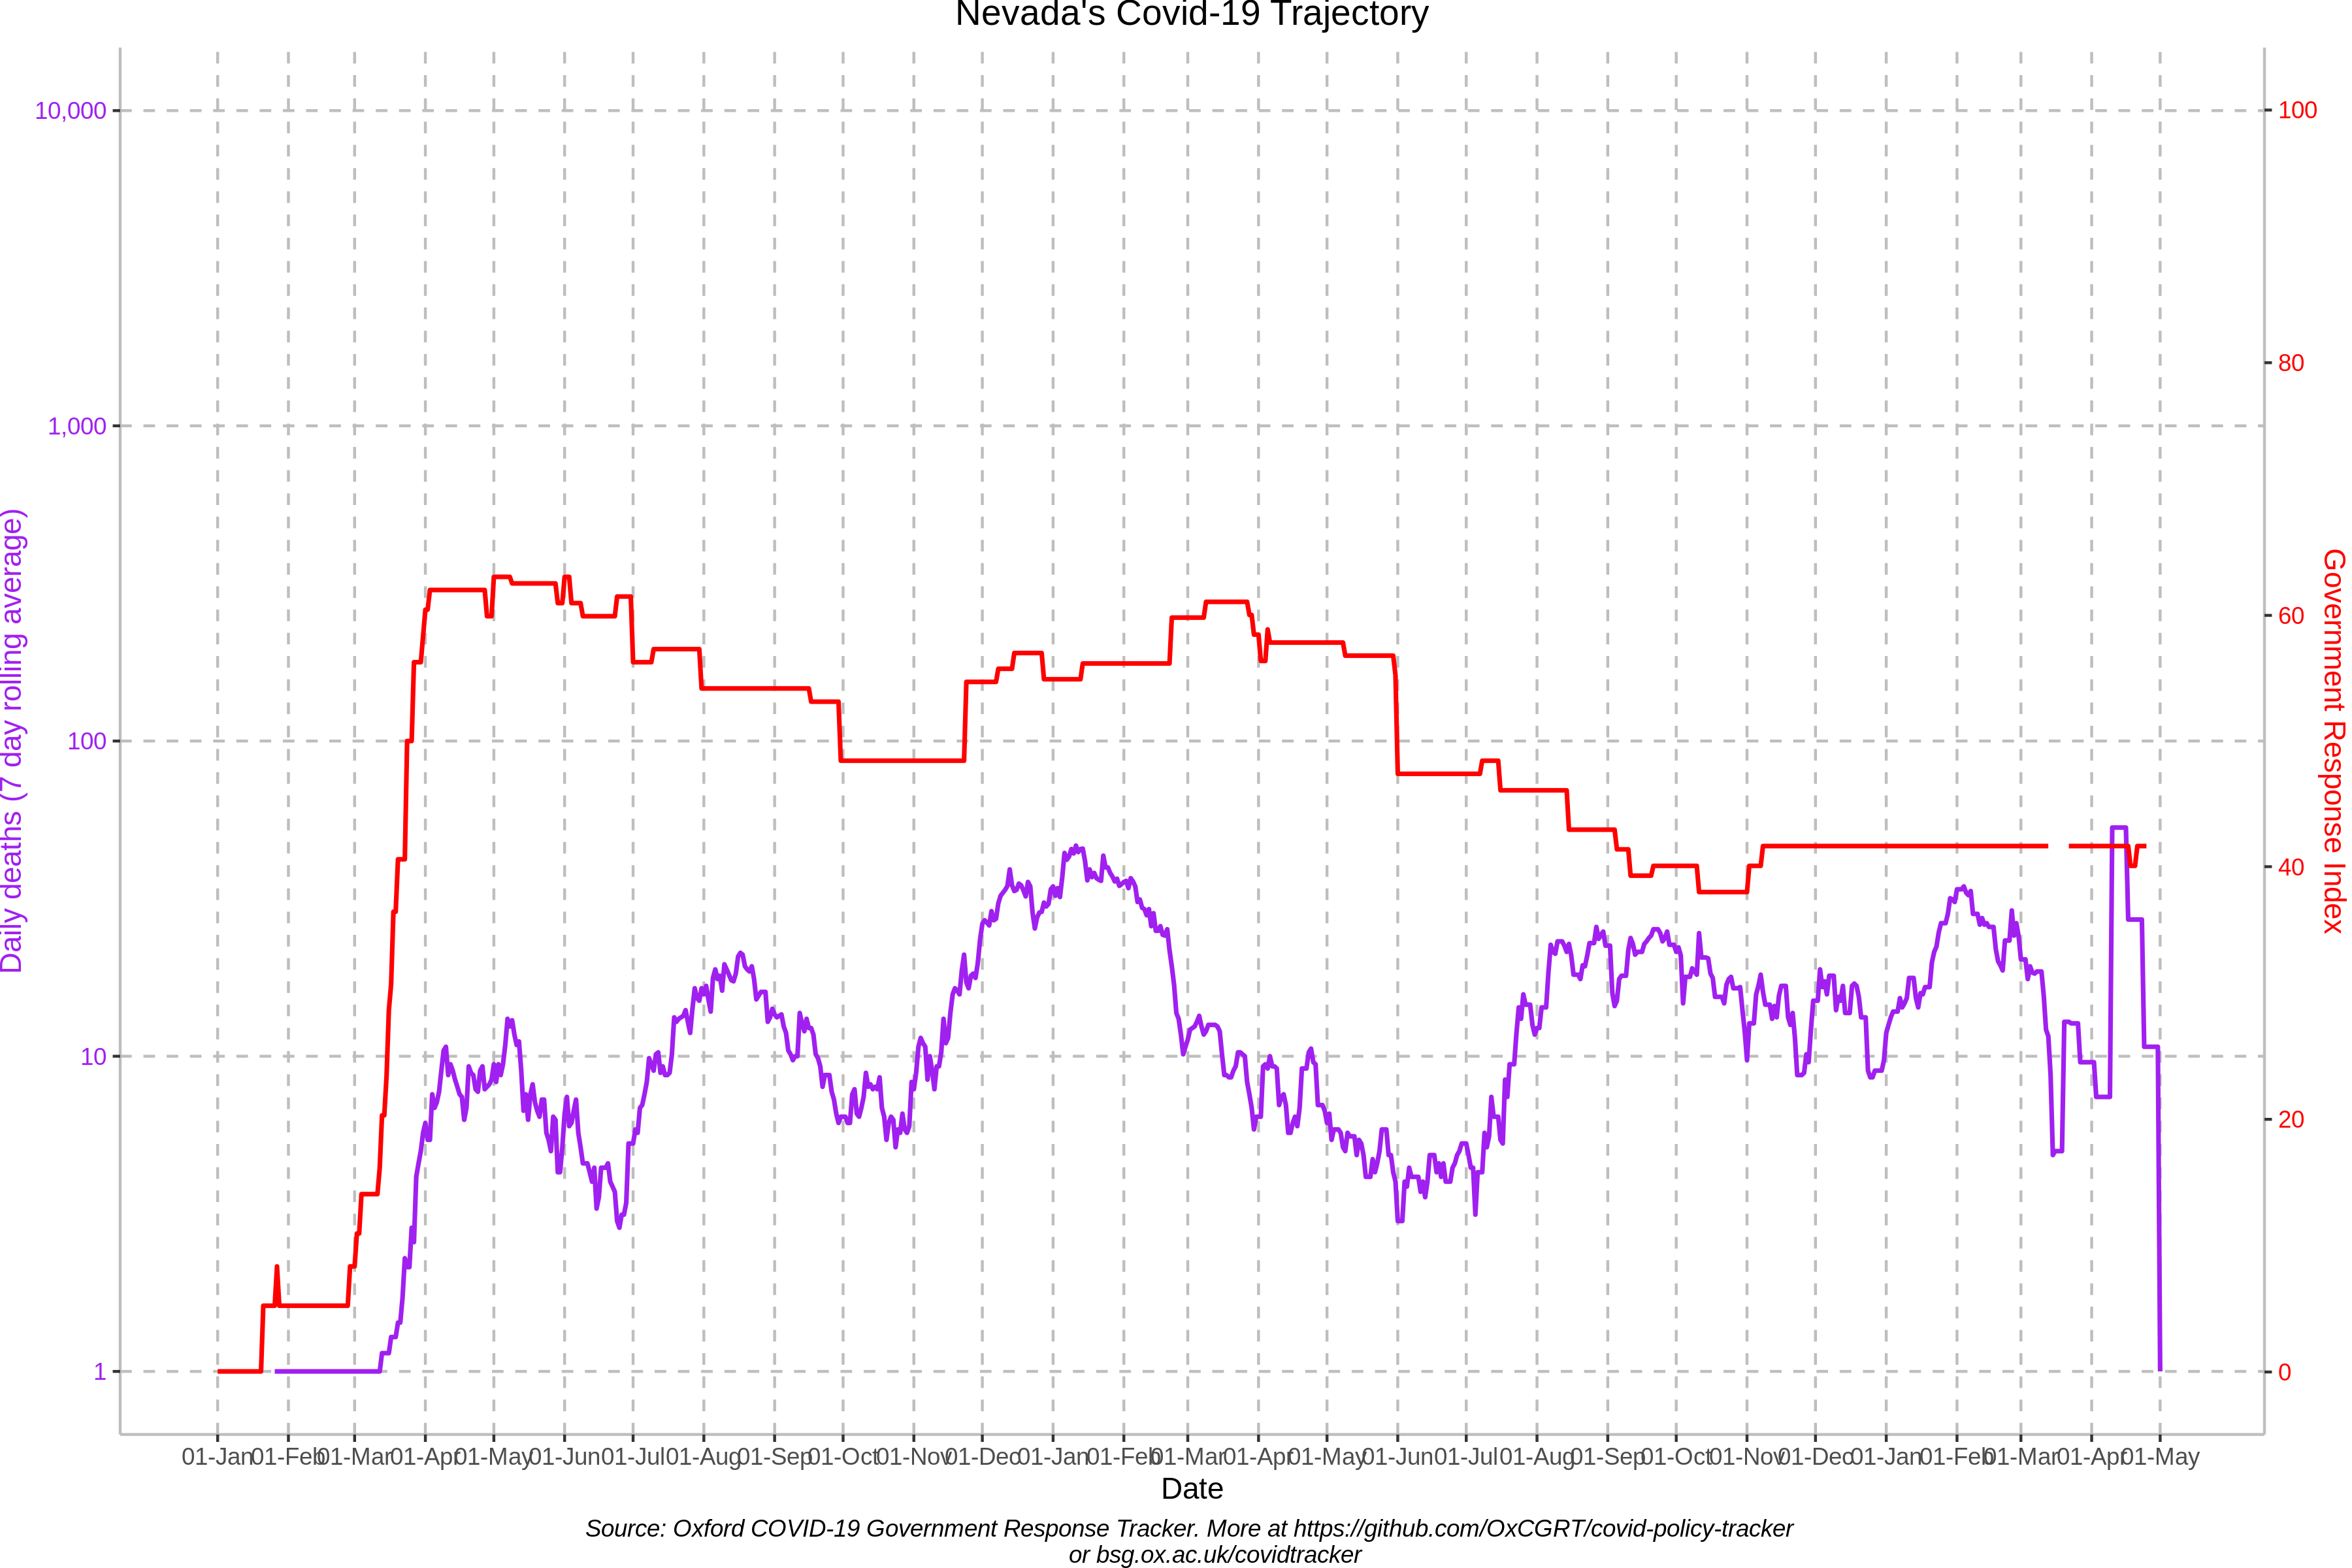 Nevada's Covid-19 Trajectory
10,000
1,000
100
10
1
Daily deaths (7 day rolling average)
100
80
60
40
20
0
Government Response Index
01-Jan
01-Feb
01-Mar
01-Apr
01-May
01-Jun
01-Jul
01-Aug
01-Sep
01-Oct
01-Nov
01-Dec
01-Jan
01-Feb
01-Mar
01-Apr
01-May
01-Jun
01-Jul
01-Aug
01-Sep
01-Oct
01-Nov
01-Dec
01-Jan
01-Feb
01-Mar
01-Apr
01-May
Date
Source: Oxford COVID-19 Government Response Tracker. More at https://github.com/OxCGRT/covid-policy-tracker
or bsg.ox.ac.uk/covidtracker